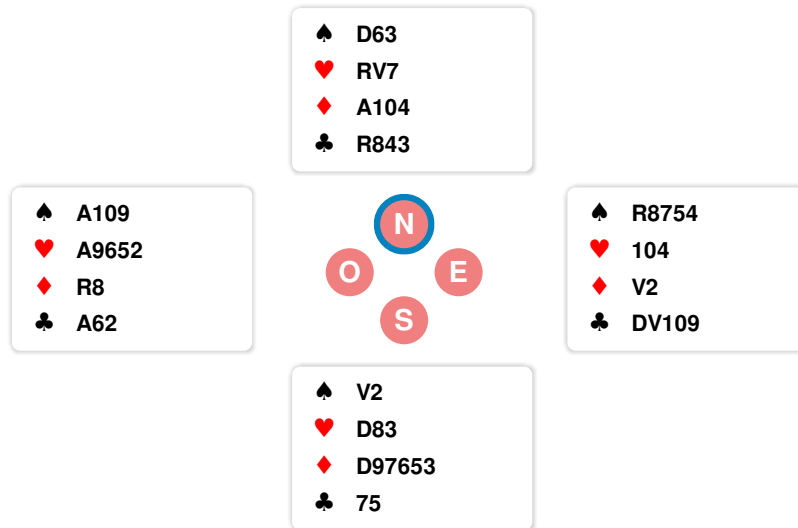 ♠ D63
♥ RV7
♦ A104
♣ R843
♠ A109
♥ A9652
♦ R8
♣ A62
N
O
E
S
♠ R8754
♥ 104
♦ V2
♣ DV109
♠ V2
♥ D83
♦ D97653
♣ 75